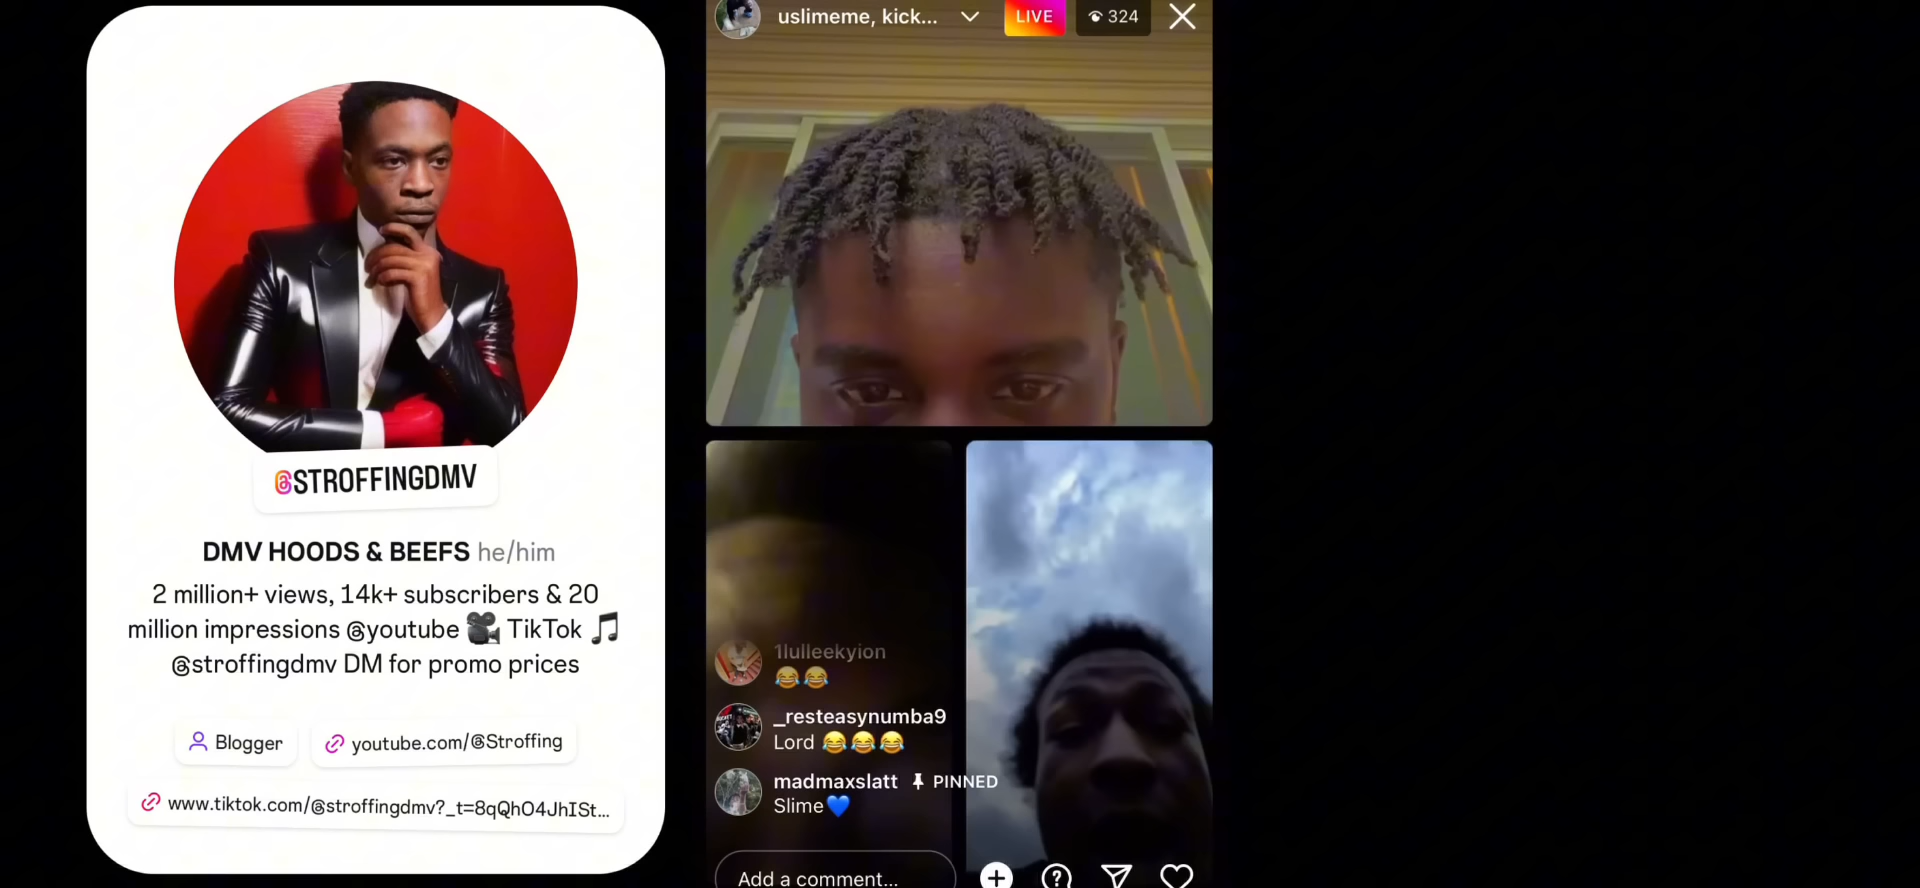 @STROFFINGDMV
DMV HOODS & BEEFS he/him
2 million+ views, 14k+ subscribers & 20
million impressions @youtube 🎥 TikTok 🎵
@stroffingdmv DM for promo prices
Blogger
youtube.com/@Stroffing
www.tiktok.com/@stroffingdmv?_t=8qQhO4JhISt...
uslimeme, kick...
LIVE
324
1lulleekyion
😂😂
_resteasynumba9
Lord 😂😂😂
madmaxslatt PINNED
Slime💙
Add a comment...